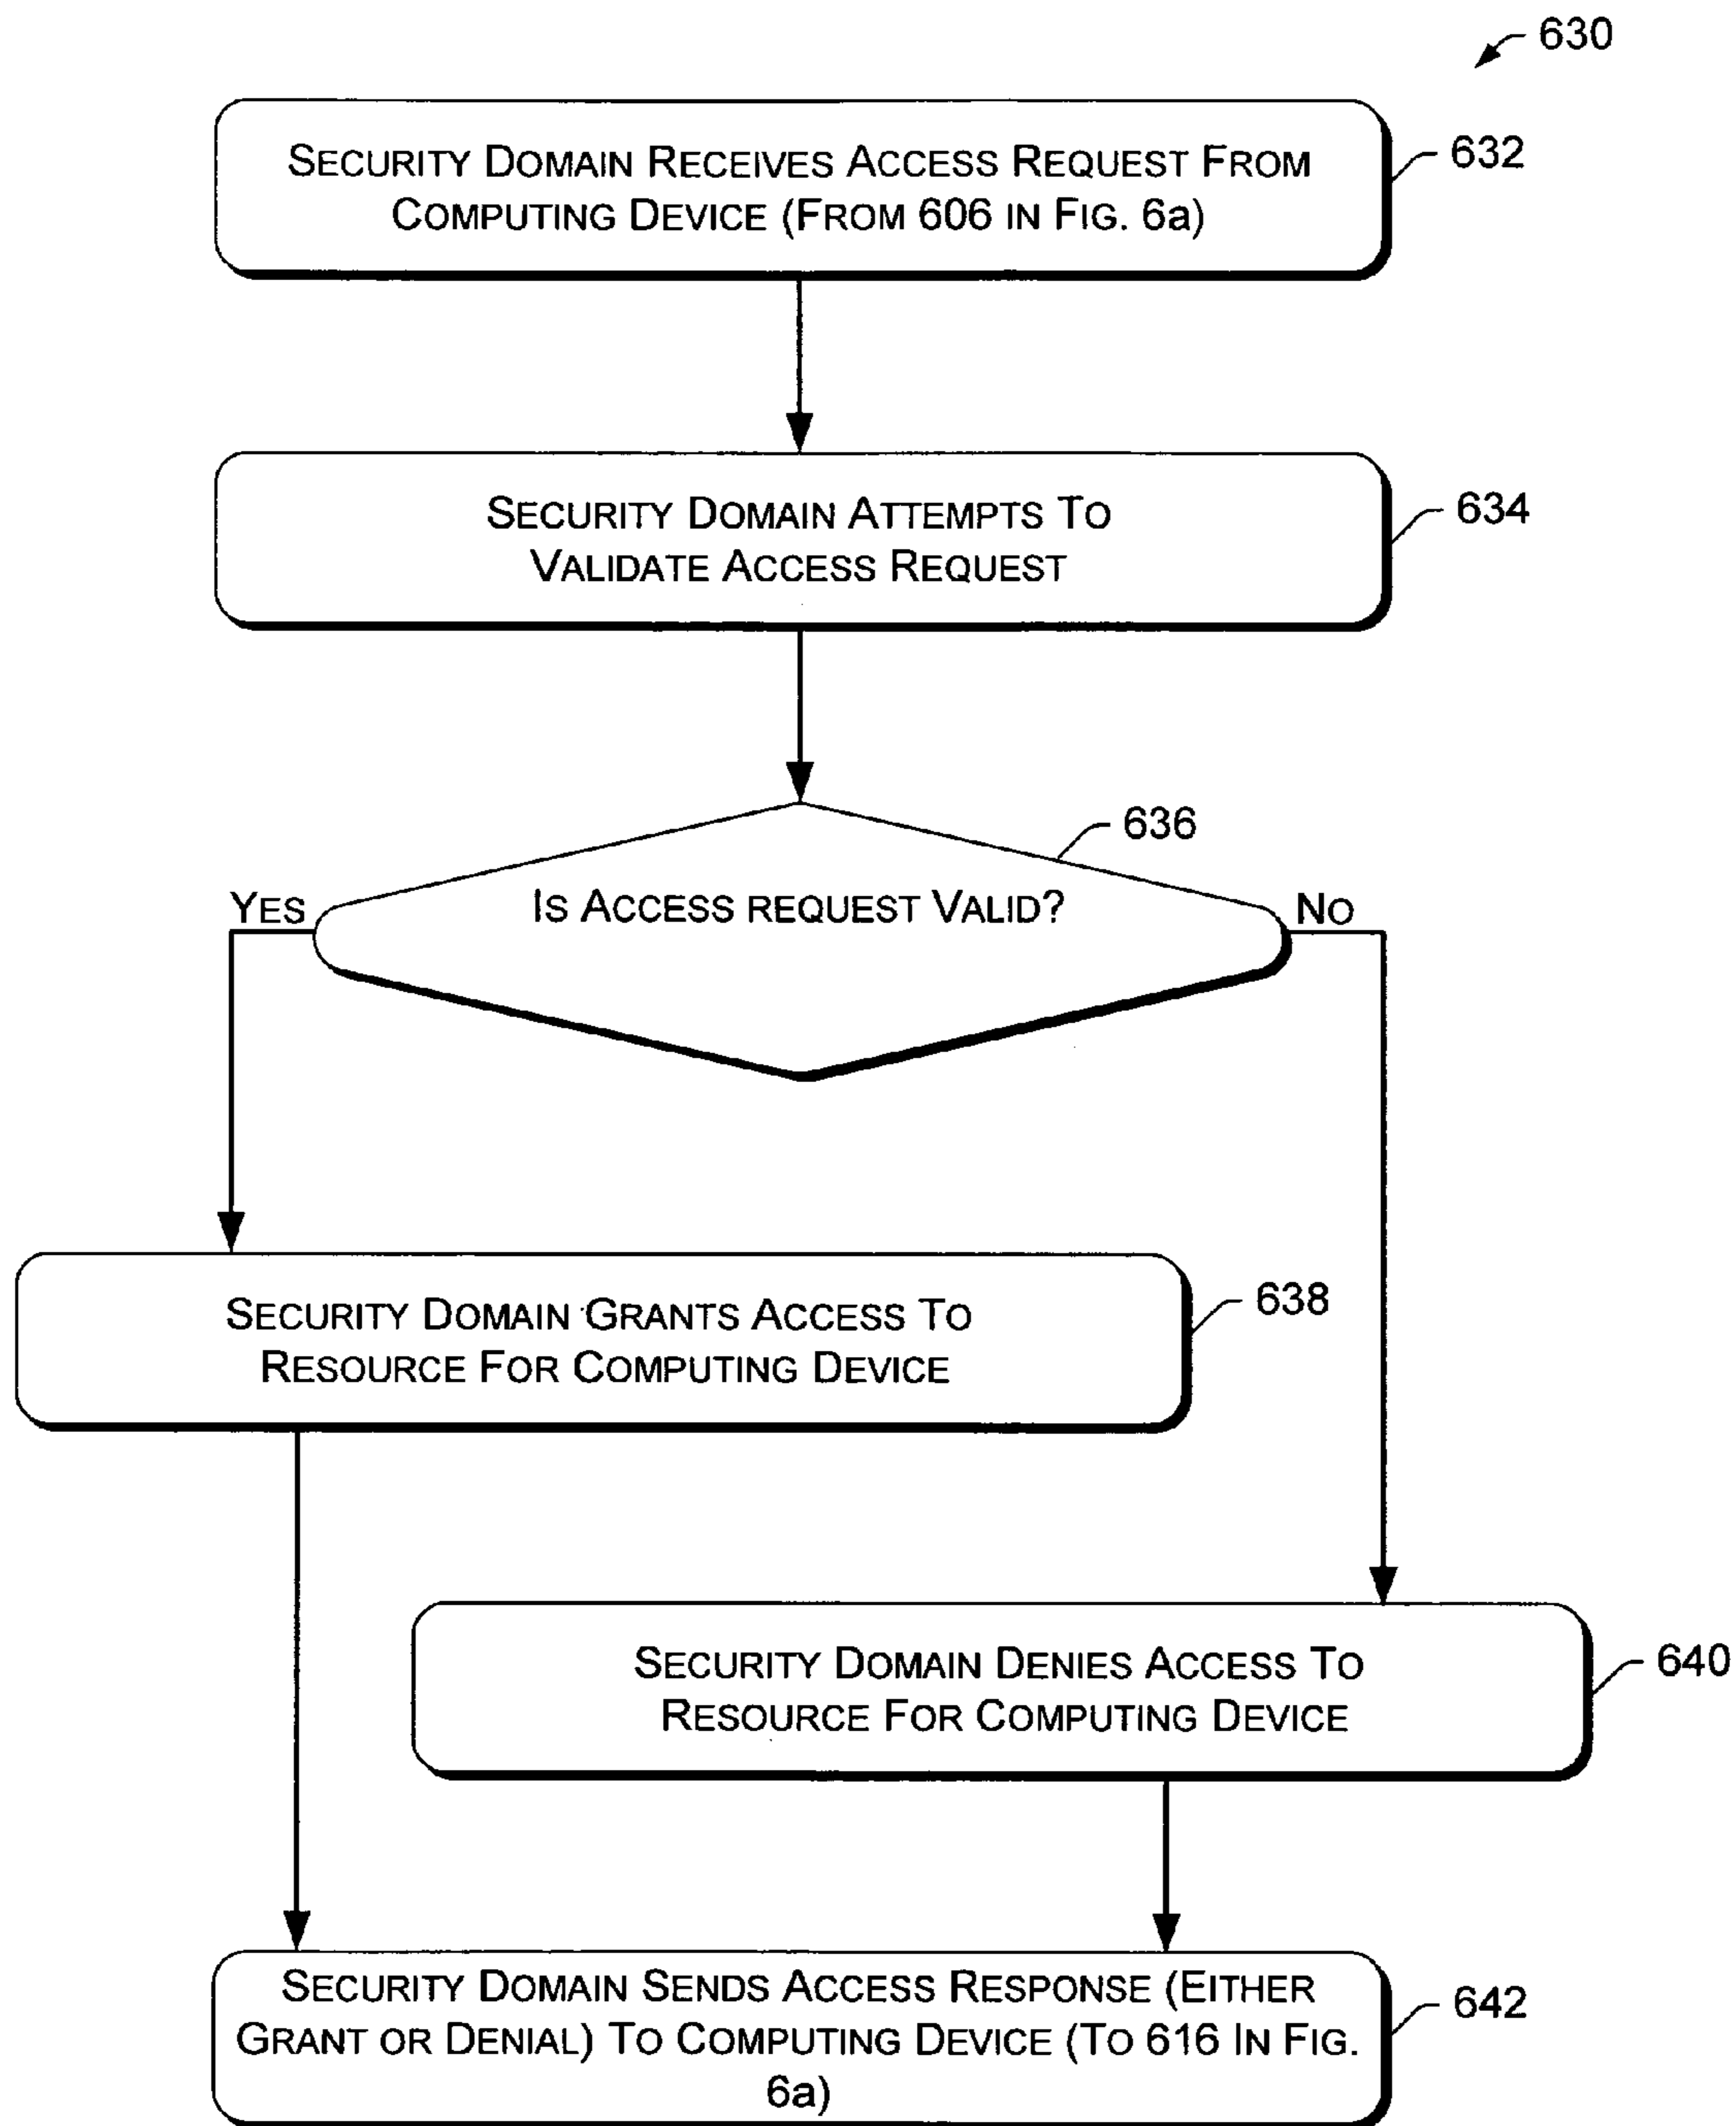 630
SECURITY DOMAIN RECEIVES ACCESS REQUEST FROM
COMPUTING DEVICE (FROM 606 IN FIG. 6a)
632
SECURITY DOMAIN ATTEMPTS TO
VALIDATE ACCESS REQUEST
634
636
IS ACCESS REQUEST VALID?
YES
NO
SECURITY DOMAIN GRANTS ACCESS TO
RESOURCE FOR COMPUTING DEVICE
638
SECURITY DOMAIN DENIES ACCESS TO
RESOURCE FOR COMPUTING DEVICE
640
SECURITY DOMAIN SENDS ACCESS RESPONSE (EITHER
GRANT OR DENIAL) TO COMPUTING DEVICE (TO 616 IN FIG.
6a)
642